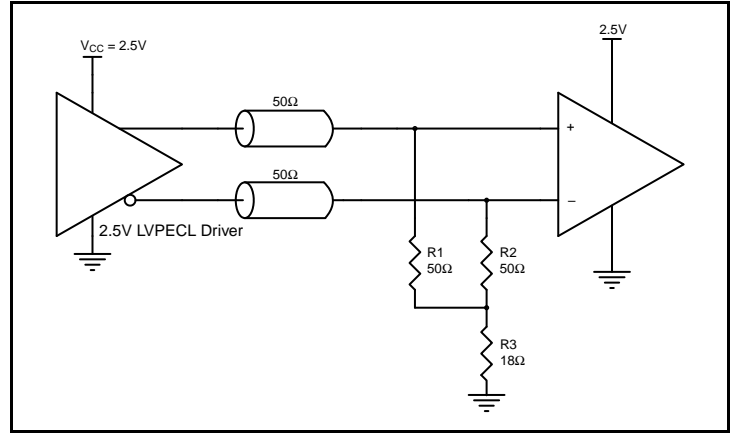 V_CC = 2.5V
2.5V
50Ω
+
50Ω
–
2.5V LVPECL Driver
R1
50Ω
R2
50Ω
R3
18Ω